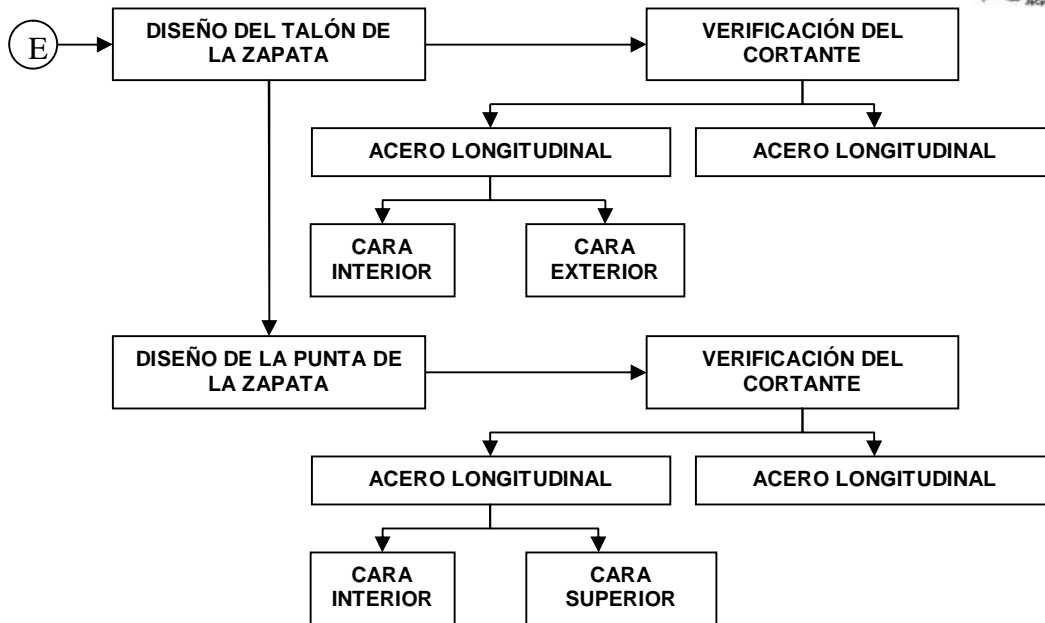 E
DISEÑO DEL TALÓN DE
LA ZAPATA
VERIFICACIÓN DEL
CORTANTE
ACERO LONGITUDINAL
ACERO LONGITUDINAL
CARA
INTERIOR
CARA
EXTERIOR
DISEÑO DE LA PUNTA DE
LA ZAPATA
VERIFICACIÓN DEL
CORTANTE
ACERO LONGITUDINAL
ACERO LONGITUDINAL
CARA
INTERIOR
CARA
SUPERIOR